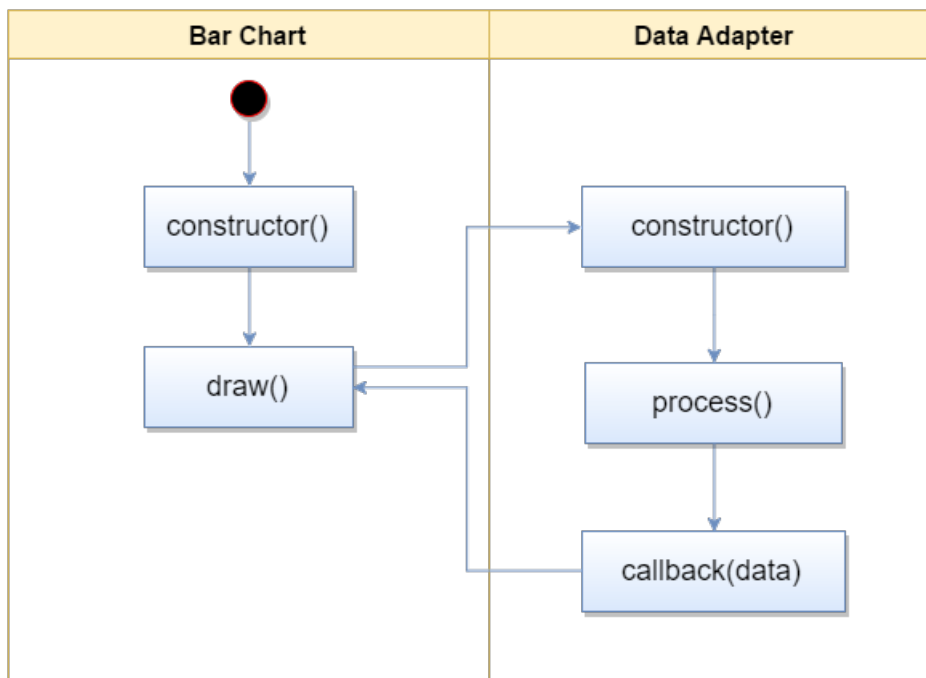 Bar Chart
Data Adapter
constructor()
constructor()
draw()
process()
callback(data)